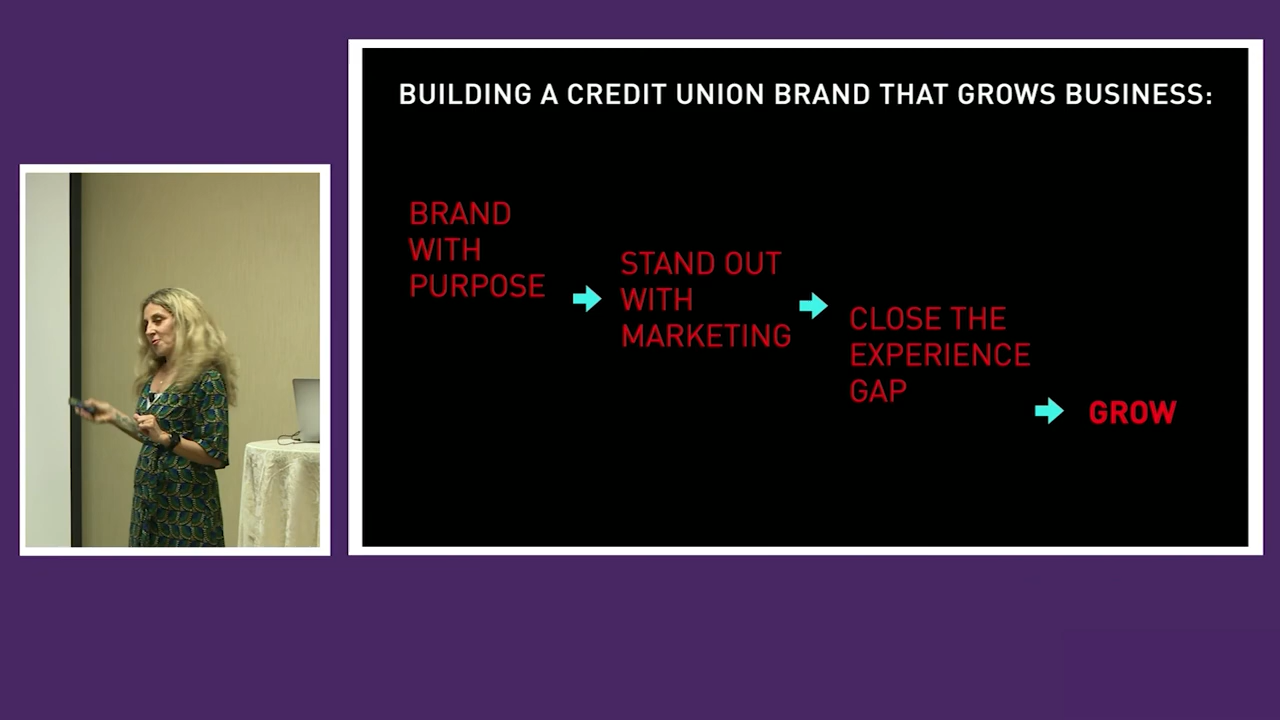 BUILDING A CREDIT UNION BRAND THAT GROWS BUSINESS:
BRAND
WITH
PURPOSE
STAND OUT
WITH
MARKETING
CLOSE THE
EXPERIENCE
GAP
GROW